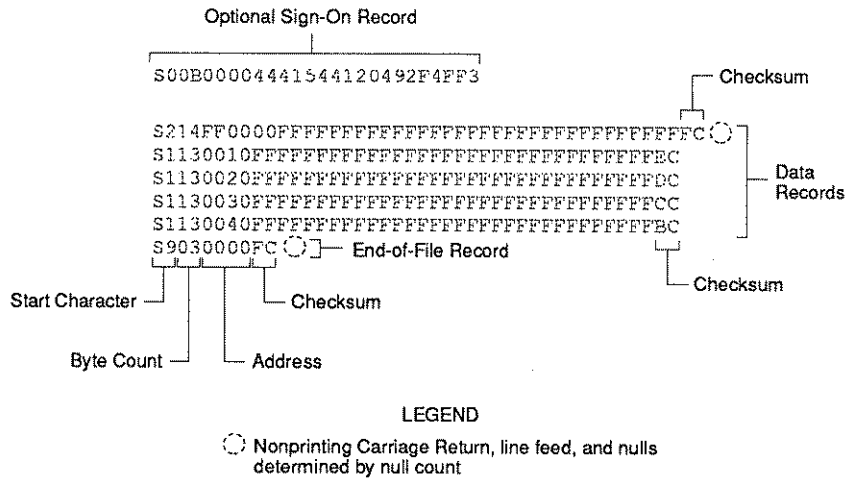 Optional Sign-On Record
S00B00004441544120492F4FF3
Checksum
S214FF0000FFFFFFFFFFFFFFFFFFFFFFFFFFFFFFFFFC
S1130010FFFFFFFFFFFFFFFFFFFFFFFFFFFFFFFFEC
S1130020FFFFFFFFFFFFFFFFFFFFFFFFFFFFFFFFDC
S1130030FFFFFFFFFFFFFFFFFFFFFFFFFFFFFFFFCC
S1130040FFFFFFFFFFFFFFFFFFFFFFFFFFFFFFFFBC
Data
Records
S9030000FC
End-of-File Record
Checksum
Start Character
Checksum
Byte Count
Address
LEGEND
Nonprinting Carriage Return, line feed, and nulls
determined by null count